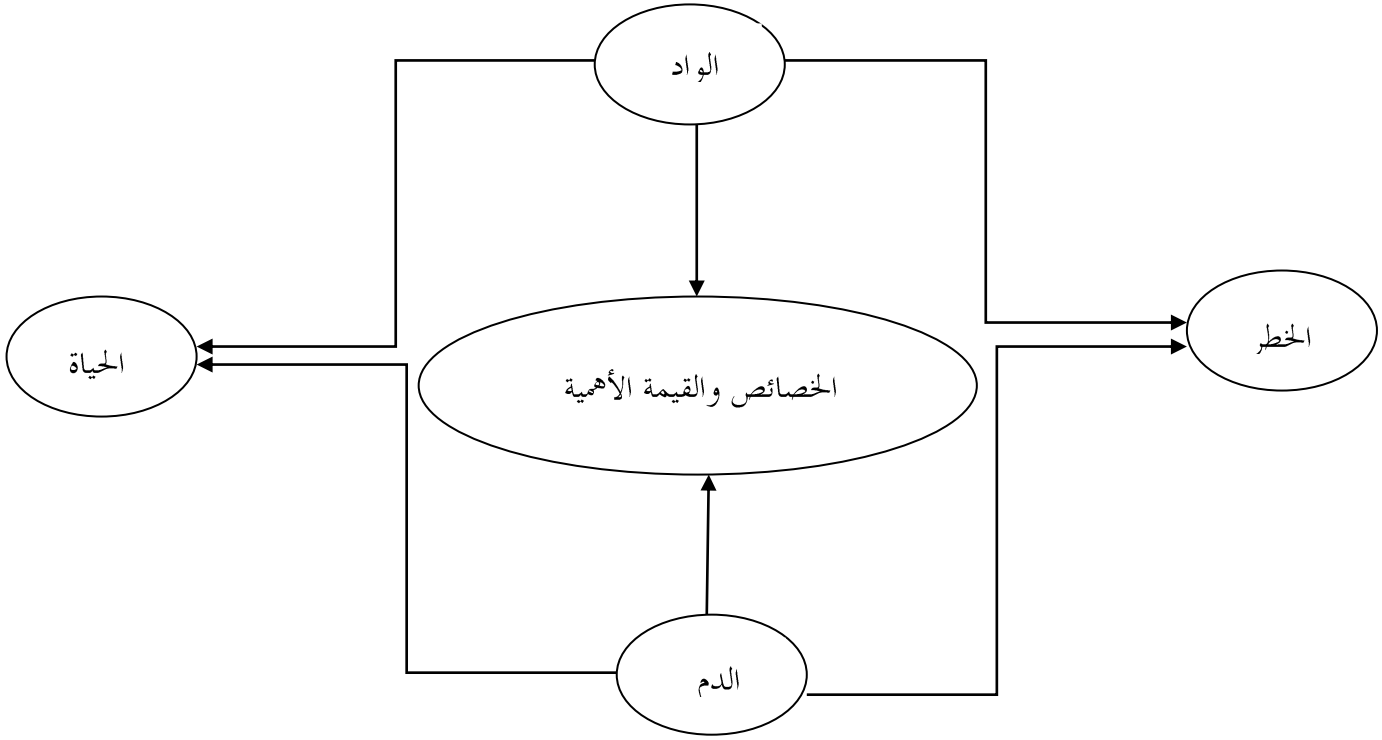 الواد
الخطر
الحياة
الخصائص والقيمة الأهمية
الدم